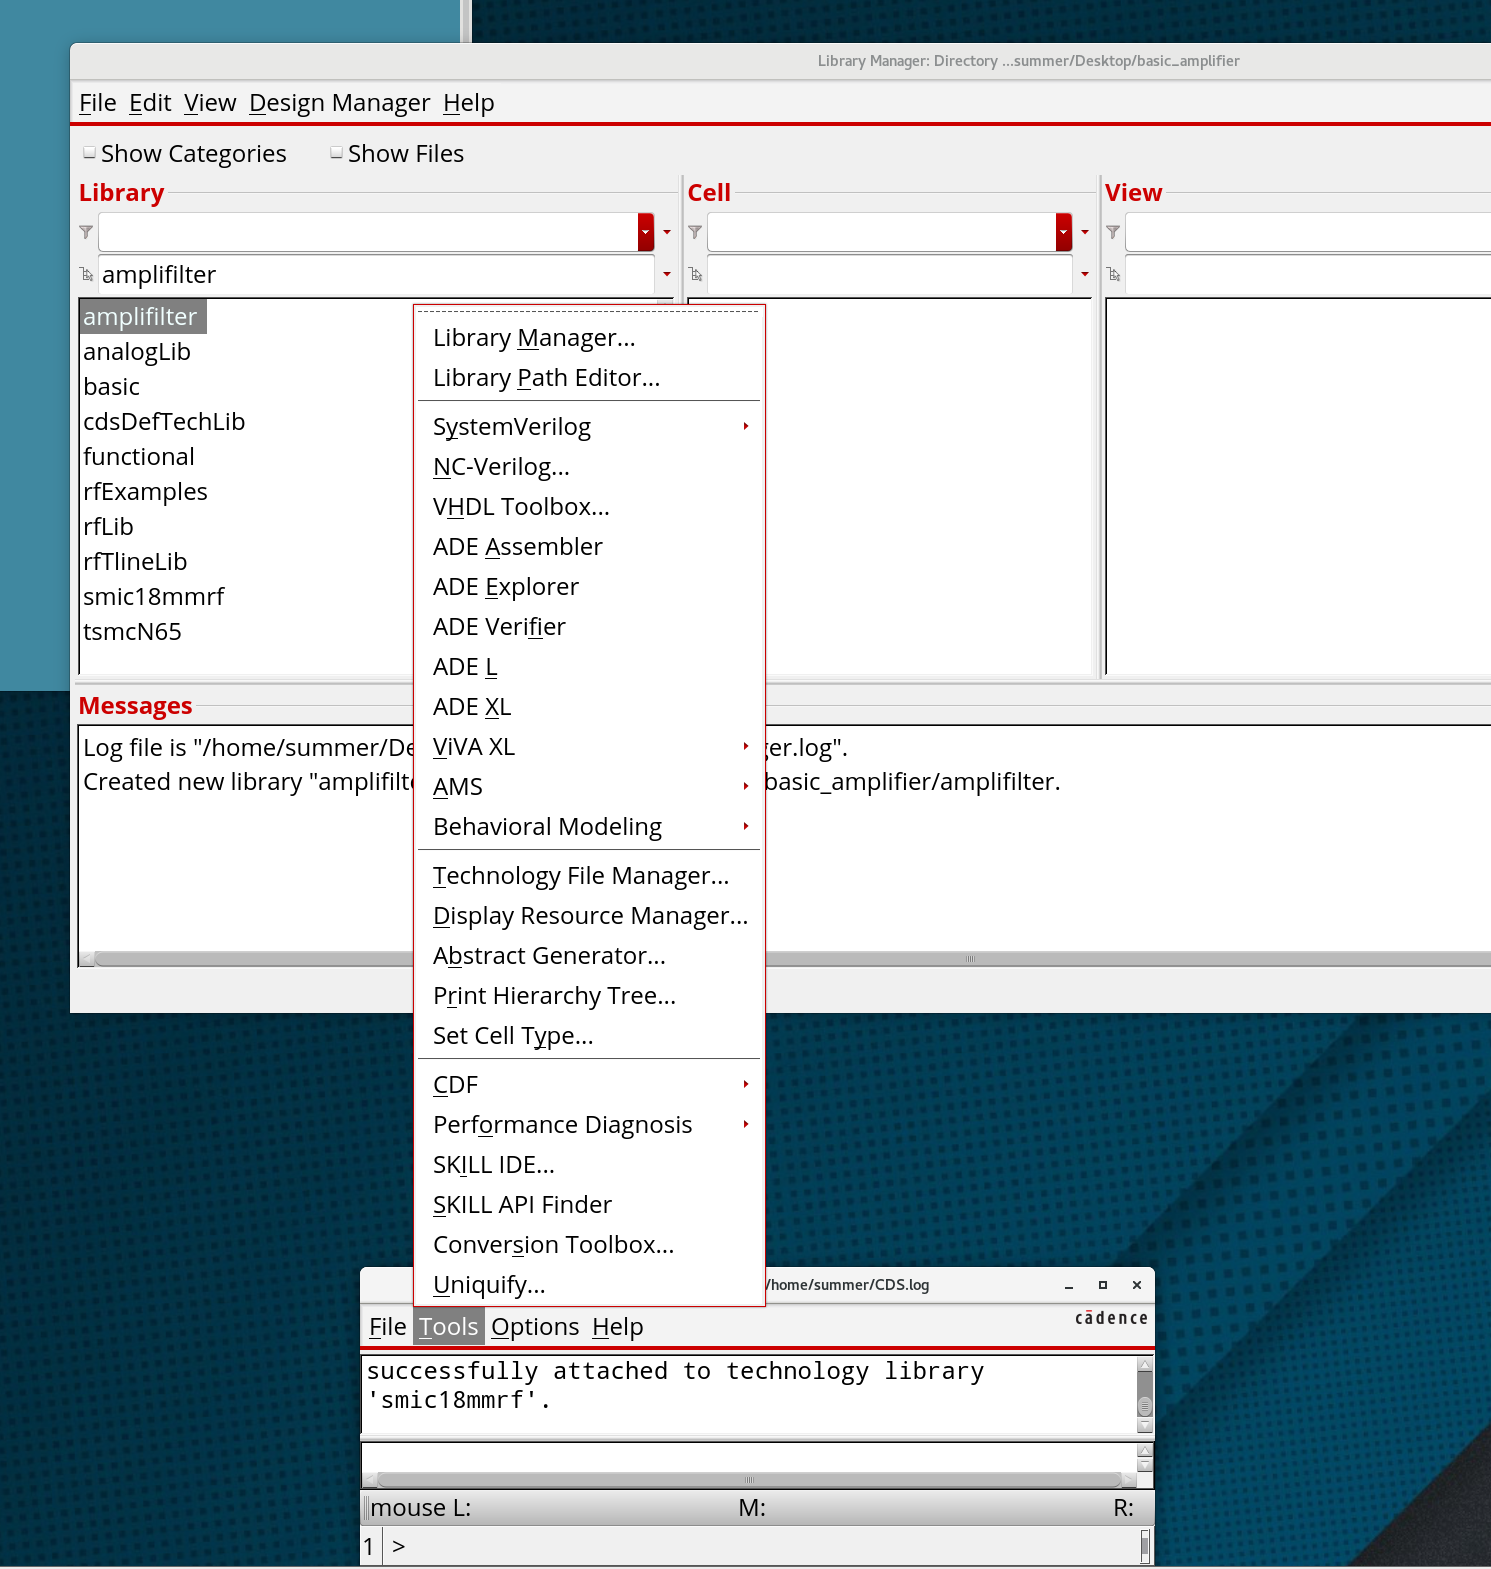 Library Manager: Directory ...summer/Desktop/basic_amplifier
File Edit View Design Manager Help
Show Categories Show Files
Library Cell View
amplifilter
amplifilter
analogLib
basic
cdsDefTechLib
functional
rfExamples
rfLib
rfTlineLib
smic18mmrf
tsmcN65
Library Manager...
Library Path Editor...
SystemVerilog
NC-Verilog...
VHDL Toolbox...
ADE Assembler
ADE Explorer
ADE Verifier
ADE L
ADE XL
ViVA XL
AMS
Behavioral Modeling
Technology File Manager...
Display Resource Manager...
Abstract Generator...
Print Hierarchy Tree...
Set Cell Type...
CDF
Performance Diagnosis
SKILL IDE...
SKILL API Finder
Conversion Toolbox...
Uniquify...
Messages
Log file is "/home/summer/De ger.log".
Created new library "amplifilte basic_amplifier/amplifilter.
/home/summer/CDS.log
File Tools Options Help
cādence
successfully attached to technology library
'smic18mmrf'.
mouse L: M: R:
1 >